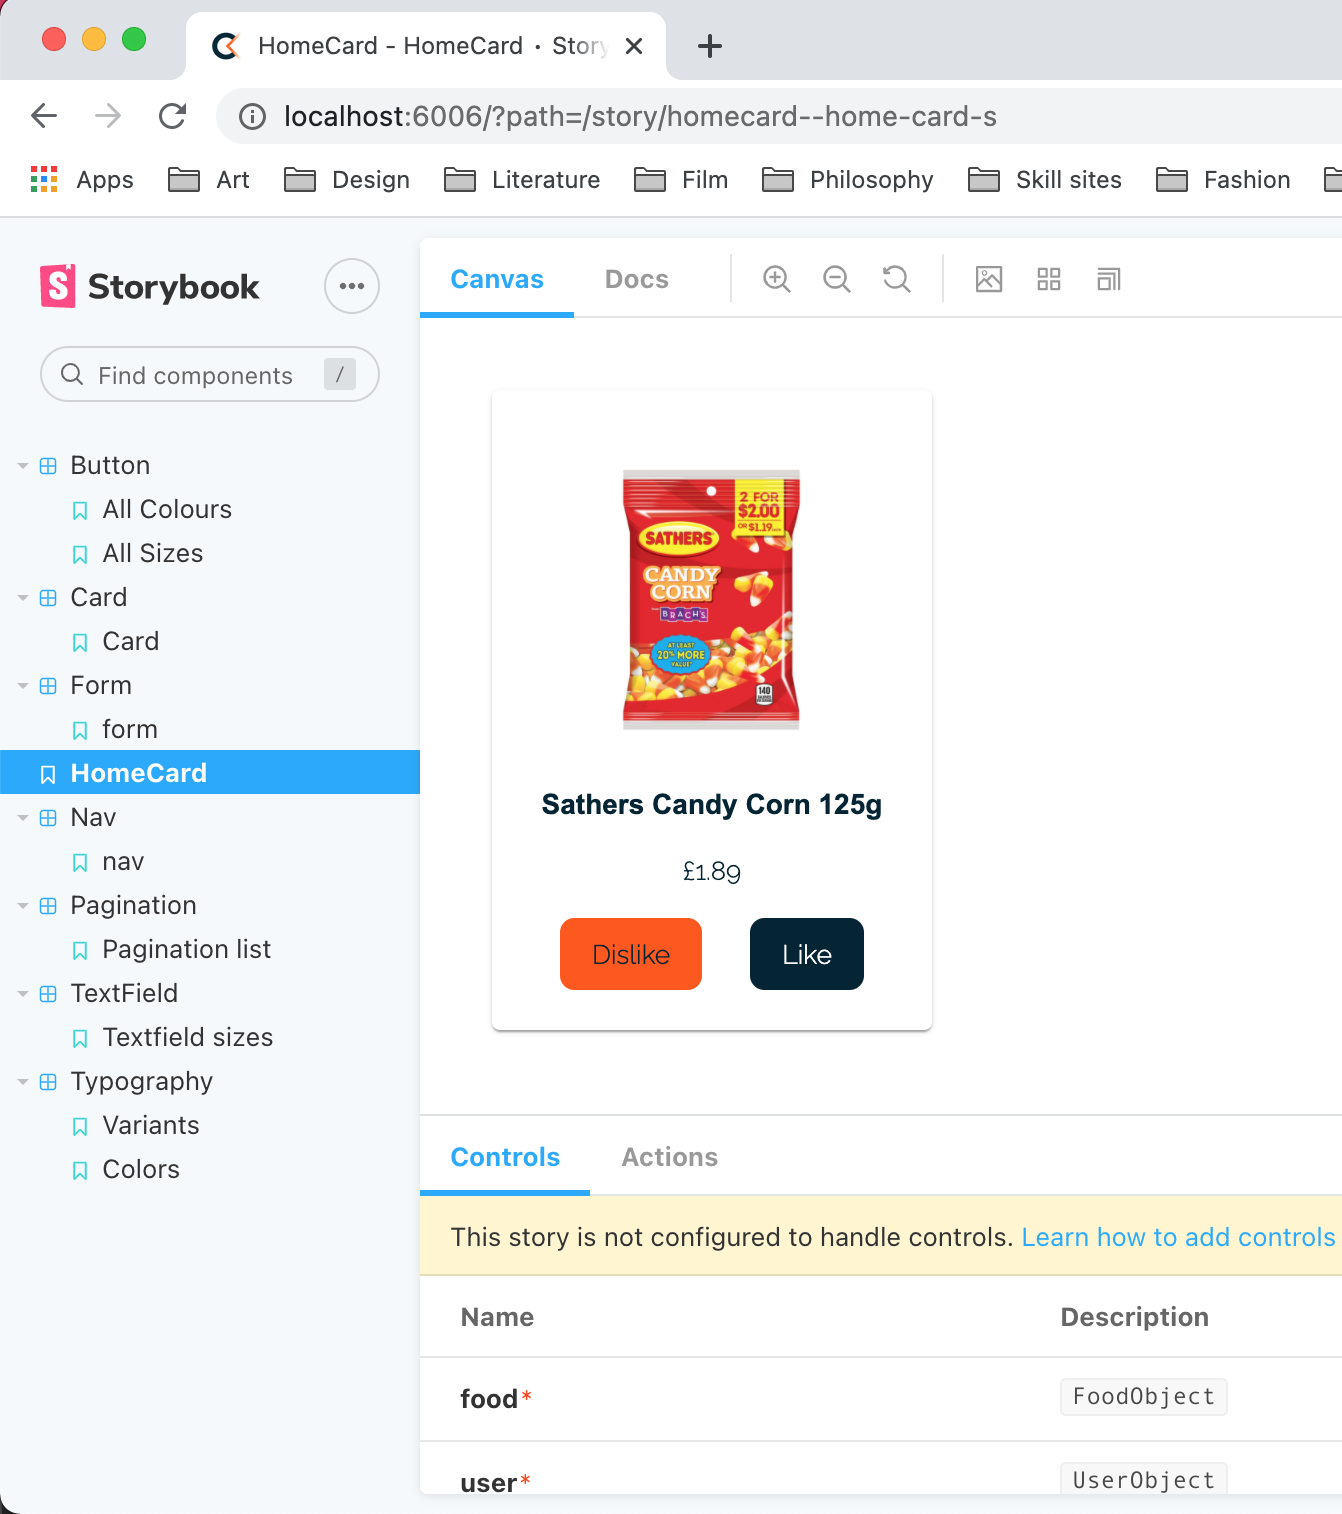 HomeCard - HomeCard · Story
localhost:6006/?path=/story/homecard--home-card-s
Apps Art Design Literature Film Philosophy Skill sites Fashion
Storybook
Find components /
Button
All Colours
All Sizes
Card
Card
Form
form
HomeCard
Nav
nav
Pagination
Pagination list
TextField
Textfield sizes
Typography
Variants
Colors
Canvas Docs
2 FOR
$2.00
OR $1.19
SATHERS
CANDY
CORN
BRACH'S
AT LEAST
20% MORE
VALUE*
140
Sathers Candy Corn 125g
£1.89
Dislike Like
Controls Actions
This story is not configured to handle controls. Learn how to add controls
Name Description
food* FoodObject
user* UserObject